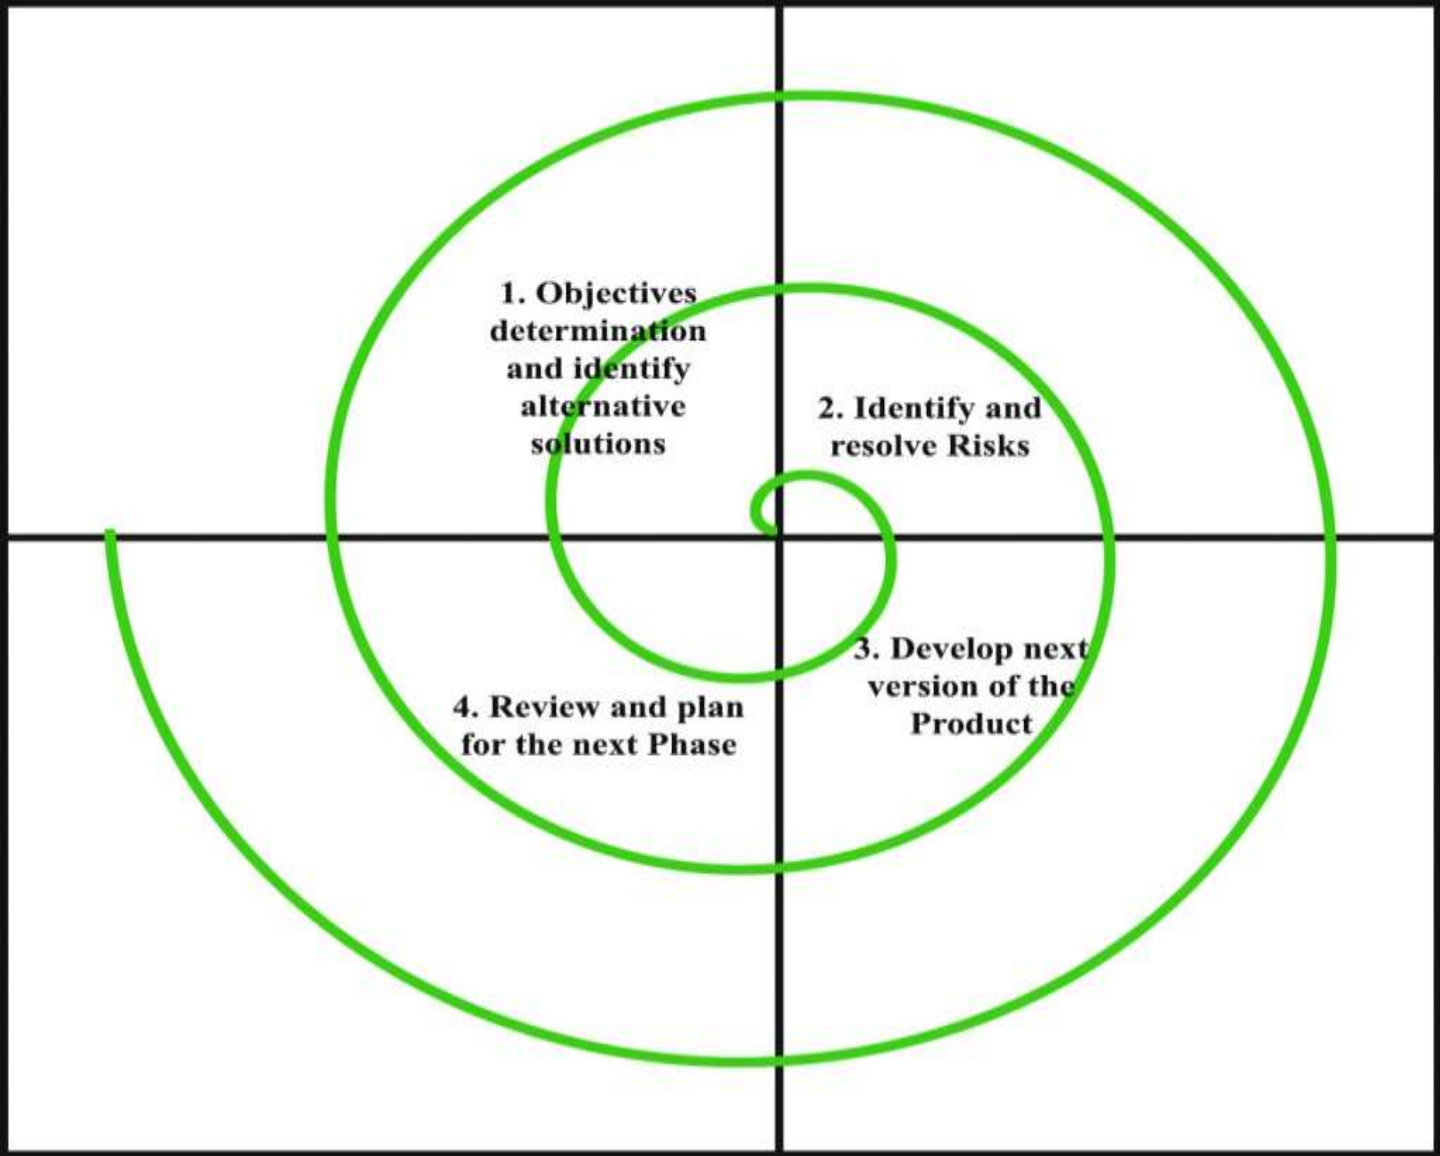 1. Objectives
determination
and identify
alternative
solutions
2. Identify and
resolve Risks
3. Develop next
version of the
Product
4. Review and plan
for the next Phase